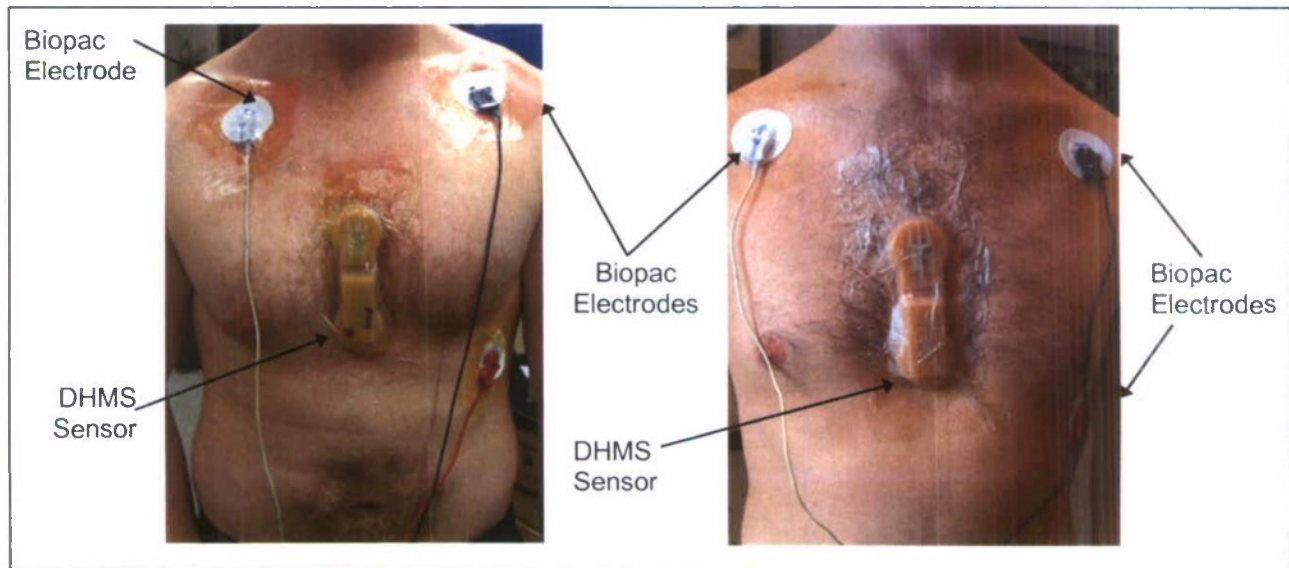 Biopac
Electrode
DHMS
Sensor
Biopac
Electrodes
DHMS
Sensor
Biopac
Electrodes